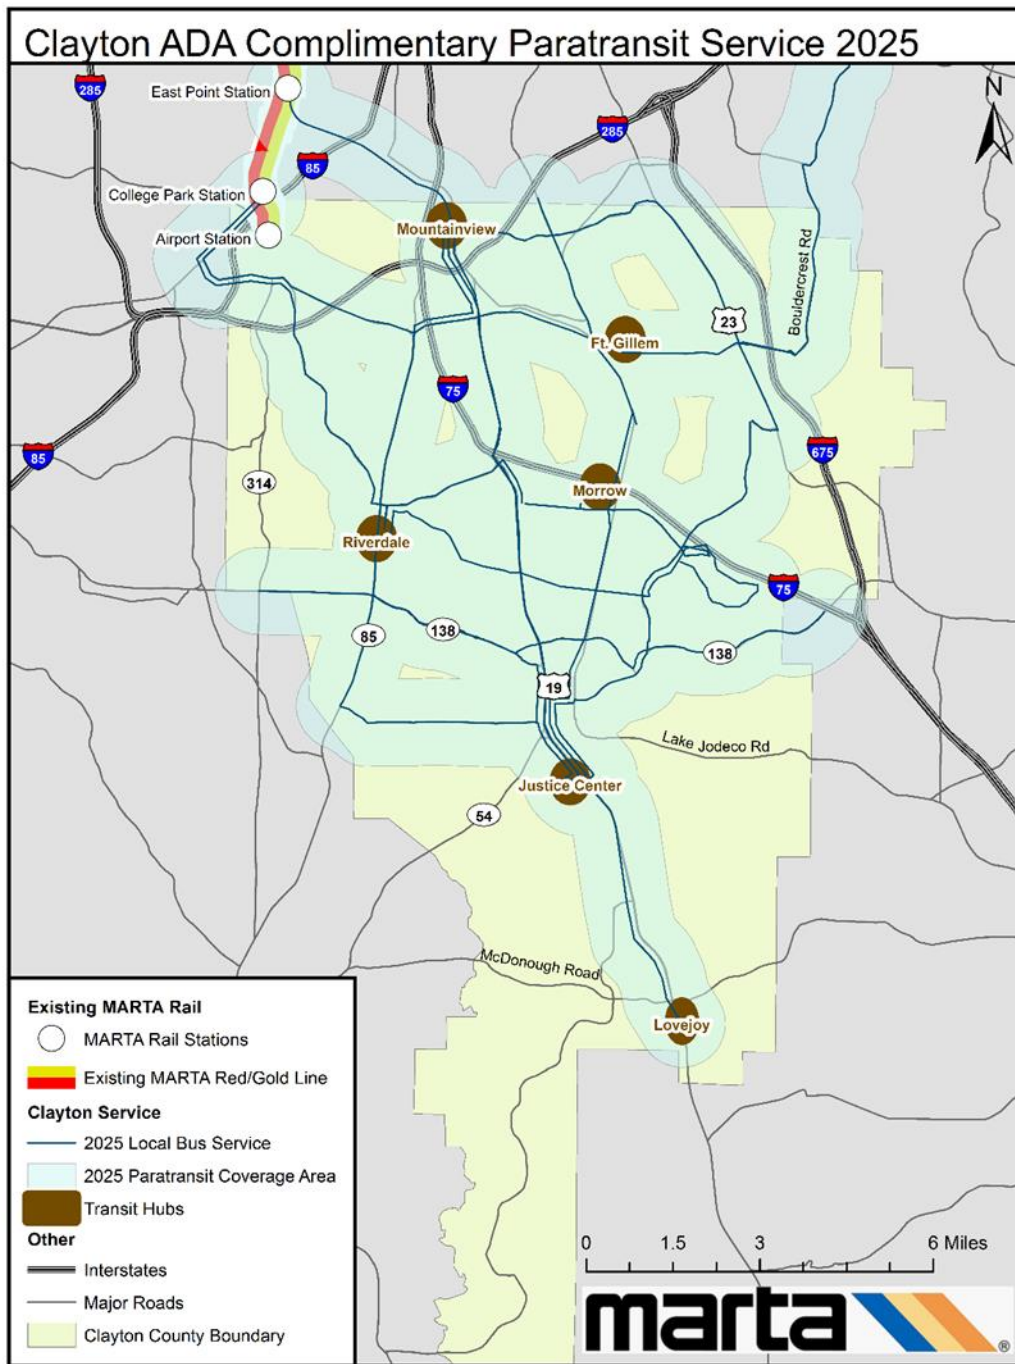 Clayton ADA Complimentary Paratransit Service 2025
285
East Point Station
N
285
85
College Park Station
Mountainview
Airport Station
Bouldercrest Rd
23
Ft. Gillem
75
85
675
314
Morrow
Riverdale
75
85
138
138
19
Lake Jodeco Rd
Justice Center
54
McDonough Road
Lovejoy
Existing MARTA Rail
MARTA Rail Stations
Existing MARTA Red/Gold Line
Clayton Service
2025 Local Bus Service
2025 Paratransit Coverage Area
Transit Hubs
Other
Interstates
Major Roads
Clayton County Boundary
0 1.5 3 6 Miles
marta ®